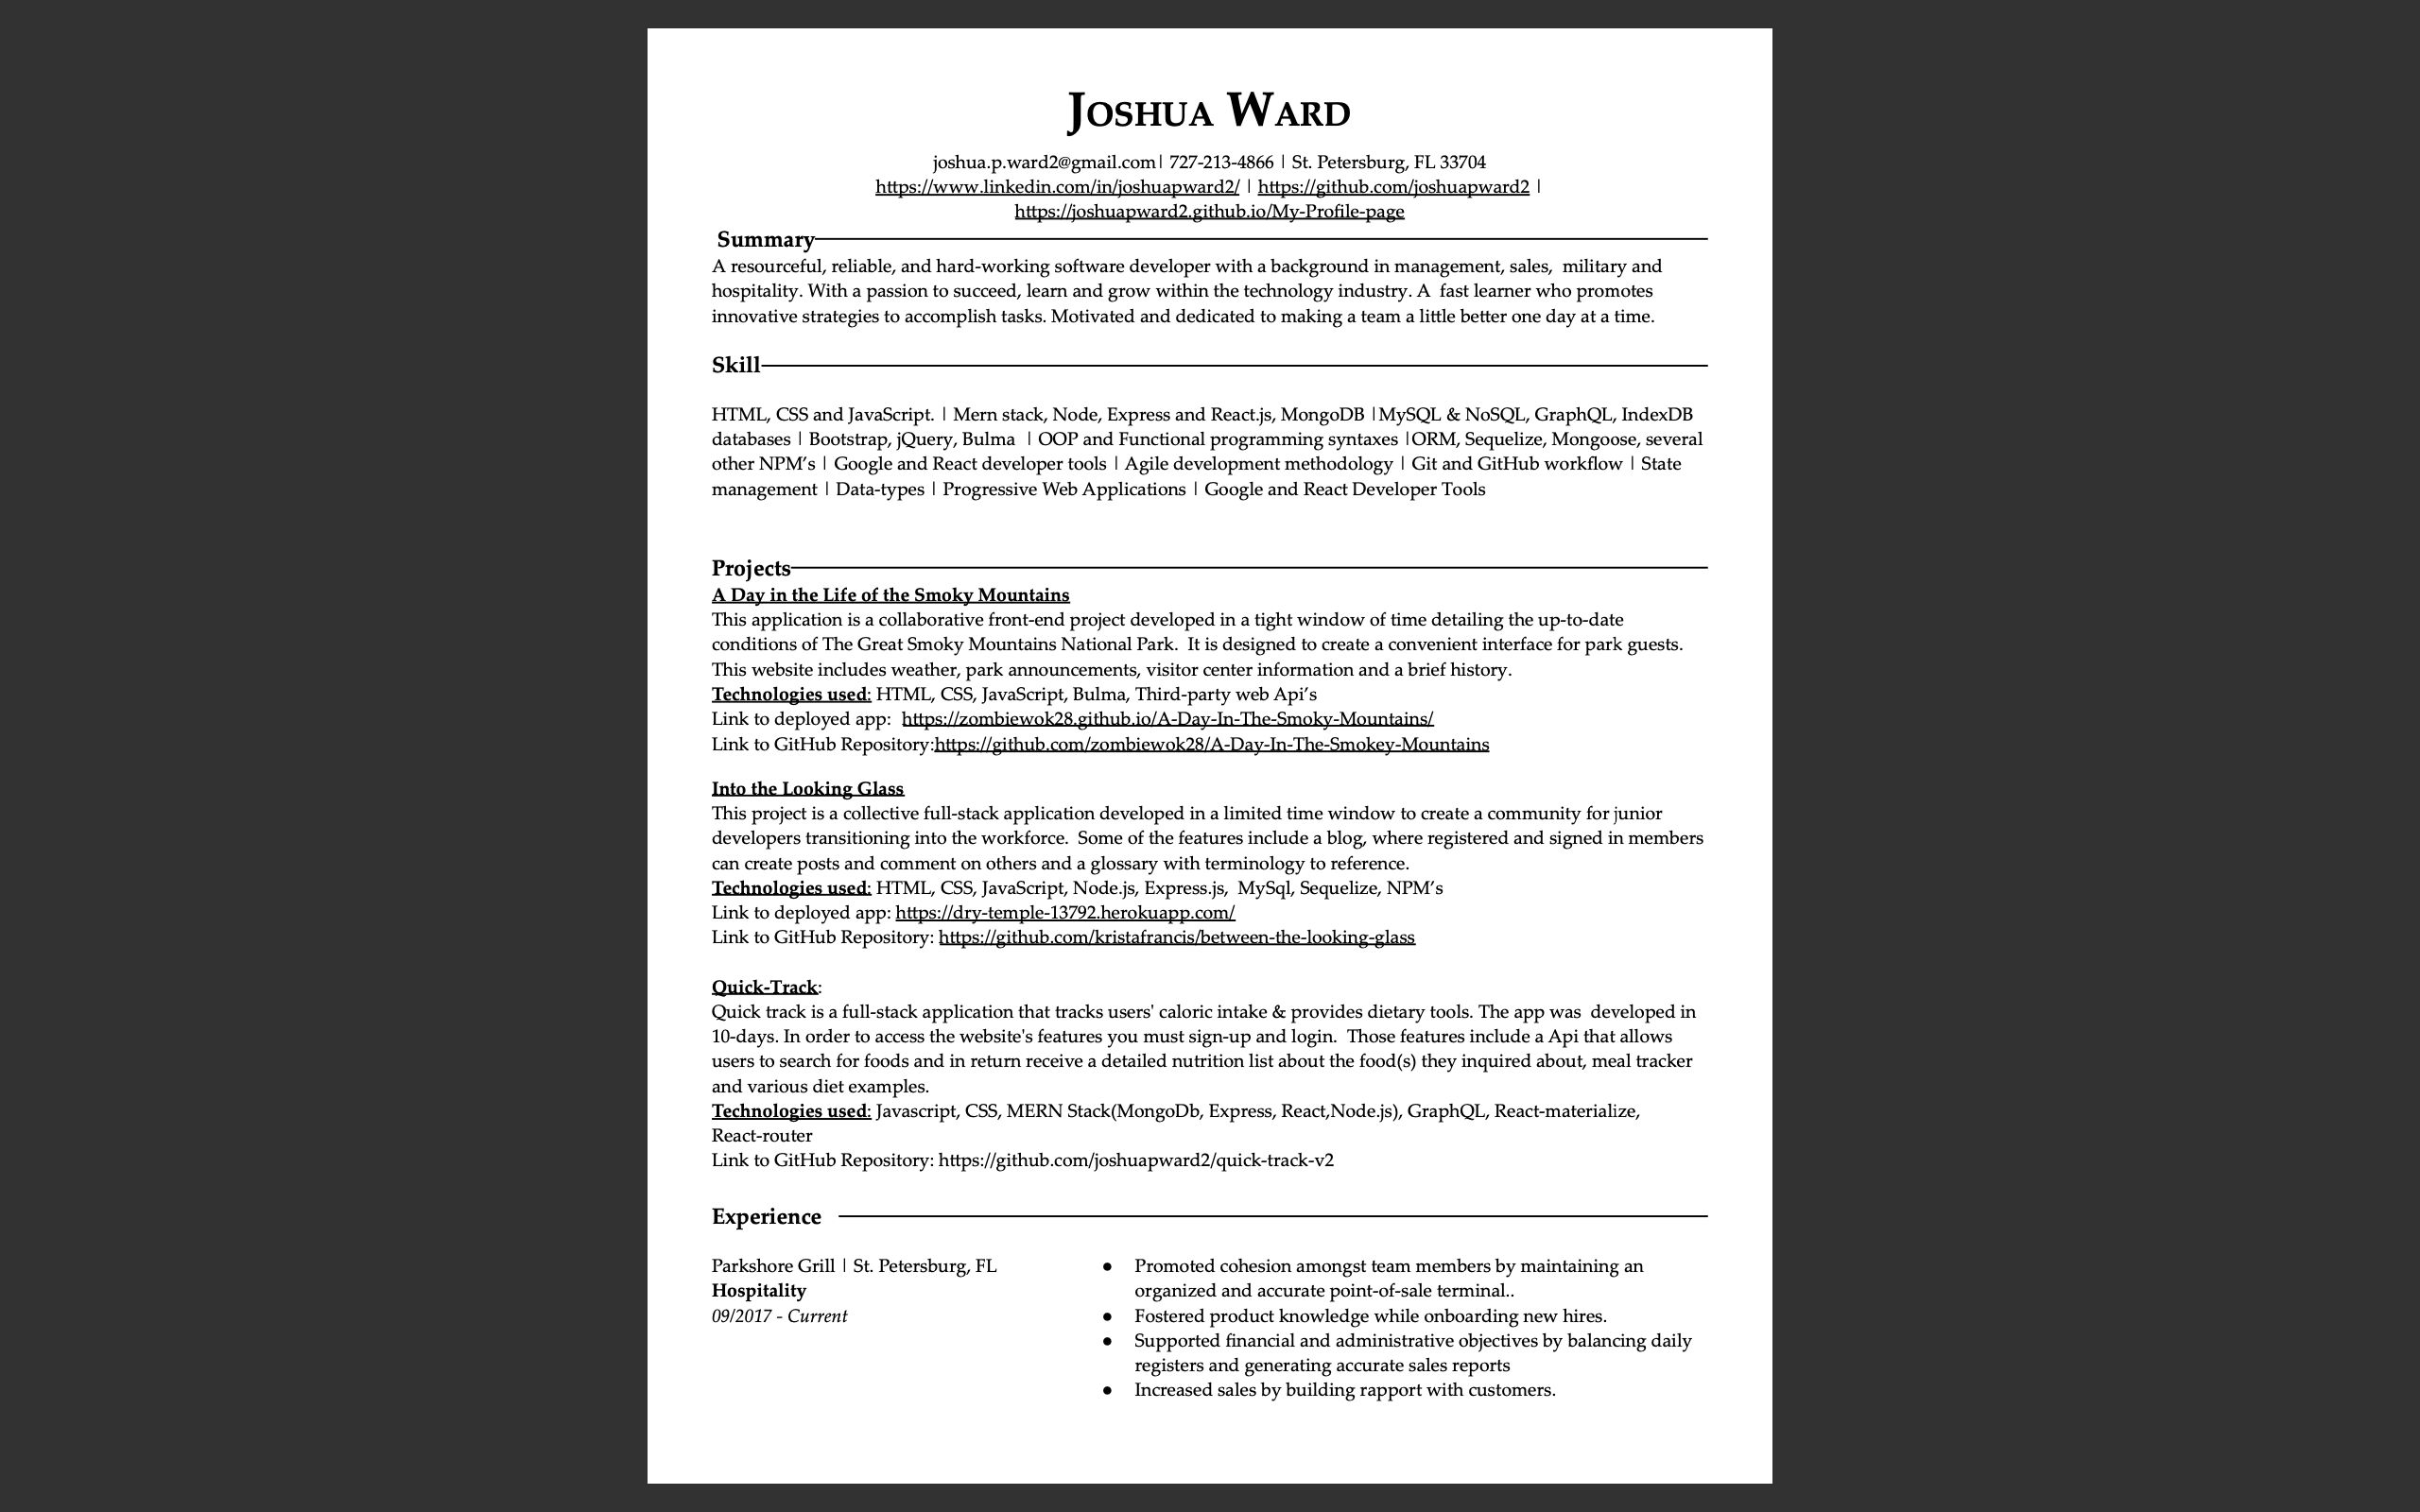 Joshua Ward
joshua.p.ward2@gmail.com| 727-213-4866 | St. Petersburg, FL 33704
https://www.linkedin.com/in/joshuapward2/ | https://github.com/joshuapward2 |
https://joshuapward2.github.io/My-Profile-page
Summary
A resourceful, reliable, and hard-working software developer with a background in management, sales,  military and
hospitality. With a passion to succeed, learn and grow within the technology industry. A  fast learner who promotes
innovative strategies to accomplish tasks. Motivated and dedicated to making a team a little better one day at a time.
Skill
HTML, CSS and JavaScript. | Mern stack, Node, Express and React.js, MongoDB |MySQL & NoSQL, GraphQL, IndexDB
databases | Bootstrap, jQuery, Bulma  | OOP and Functional programming syntaxes |ORM, Sequelize, Mongoose, several
other NPM’s | Google and React developer tools | Agile development methodology | Git and GitHub workflow | State
management | Data-types | Progressive Web Applications | Google and React Developer Tools
Projects
A Day in the Life of the Smoky Mountains
This application is a collaborative front-end project developed in a tight window of time detailing the up-to-date
conditions of The Great Smoky Mountains National Park.  It is designed to create a convenient interface for park guests.
This website includes weather, park announcements, visitor center information and a brief history.
Technologies used: HTML, CSS, JavaScript, Bulma, Third-party web Api’s
Link to deployed app:  https://zombiewok28.github.io/A-Day-In-The-Smoky-Mountains/
Link to GitHub Repository:https://github.com/zombiewok28/A-Day-In-The-Smokey-Mountains
Into the Looking Glass
This project is a collective full-stack application developed in a limited time window to create a community for junior
developers transitioning into the workforce.  Some of the features include a blog, where registered and signed in members
can create posts and comment on others and a glossary with terminology to reference.
Technologies used: HTML, CSS, JavaScript, Node.js, Express.js,  MySql, Sequelize, NPM’s
Link to deployed app: https://dry-temple-13792.herokuapp.com/
Link to GitHub Repository: https://github.com/kristafrancis/between-the-looking-glass
Quick-Track:
Quick track is a full-stack application that tracks users' caloric intake & provides dietary tools. The app was  developed in
10-days. In order to access the website's features you must sign-up and login.  Those features include a Api that allows
users to search for foods and in return receive a detailed nutrition list about the food(s) they inquired about, meal tracker
and various diet examples.
Technologies used: Javascript, CSS, MERN Stack(MongoDb, Express, React,Node.js), GraphQL, React-materialize,
React-router
Link to GitHub Repository: https://github.com/joshuapward2/quick-track-v2
Experience
Parkshore Grill | St. Petersburg, FL
Hospitality
09/2017 - Current
● Promoted cohesion amongst team members by maintaining an
organized and accurate point-of-sale terminal..
● Fostered product knowledge while onboarding new hires.
● Supported financial and administrative objectives by balancing daily
registers and generating accurate sales reports
● Increased sales by building rapport with customers.